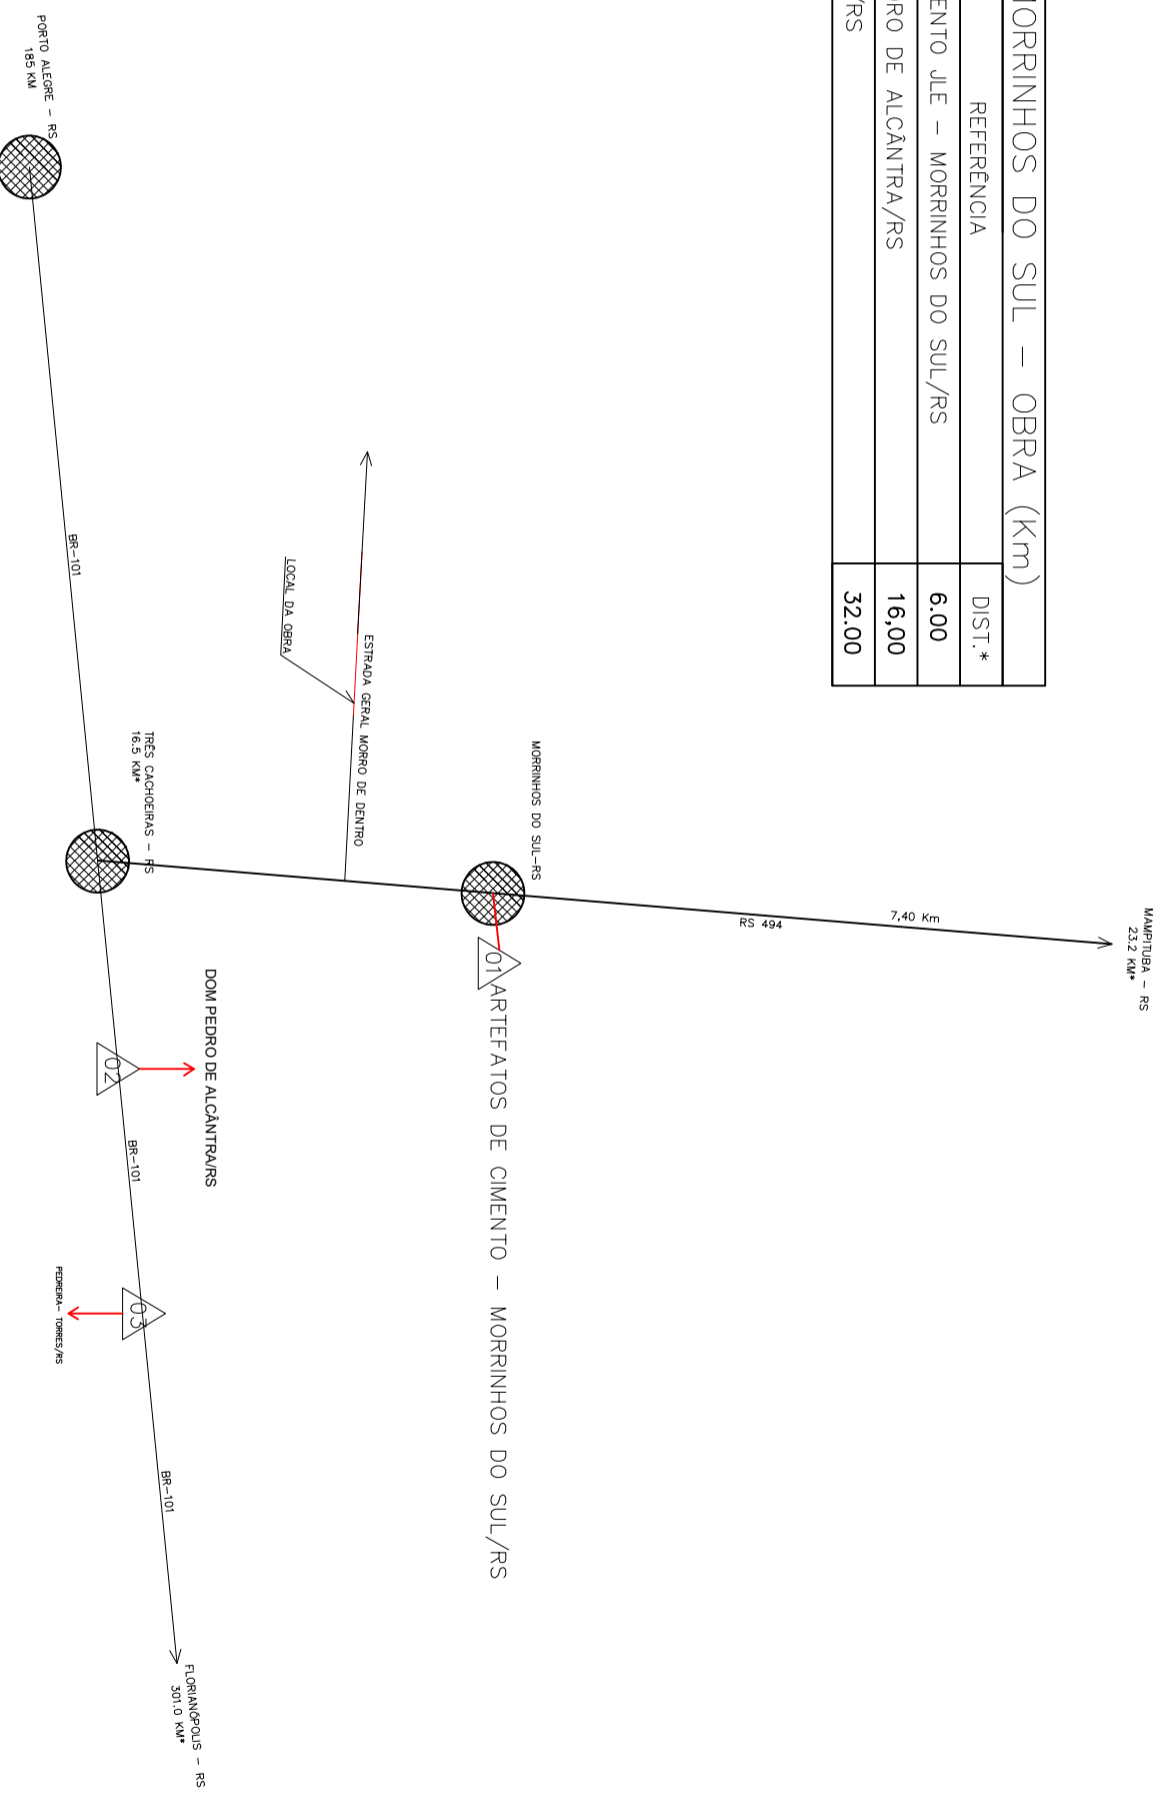 MORRINHOS DO SUL – OBRA (Km)
REFERÊNCIA DIST.*
ENTO JLE – MORRINHOS DO SUL/RS 6.00
RO DE ALCÂNTRA/RS 16,00
/RS 32.00
MAMPITUBA – RS
23.2 KM*
7,40 Km
RS 494
MORRINHOS DO SUL-RS
01 ARTEFATOS DE CIMENTO – MORRINHOS DO SUL/RS
ESTRADA GERAL MORRO DE DENTRO
LOCAL DA OBRA
DOM PEDRO DE ALCÂNTRA/RS
TRÊS CACHOEIRAS – RS
16.5 KM*
PORTO ALEGRE – RS
185 KM
BR-101
02
BR-101
03
PEDREIRA- TORRES/RS
BR-101
FLORIANÓPOLIS – RS
301.0 KM*